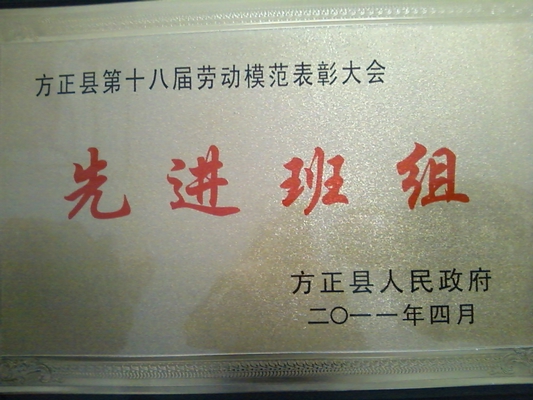 方正县第十八届劳动模范表彰大会
先进班组
方正县人民政府
二〇一一年四月